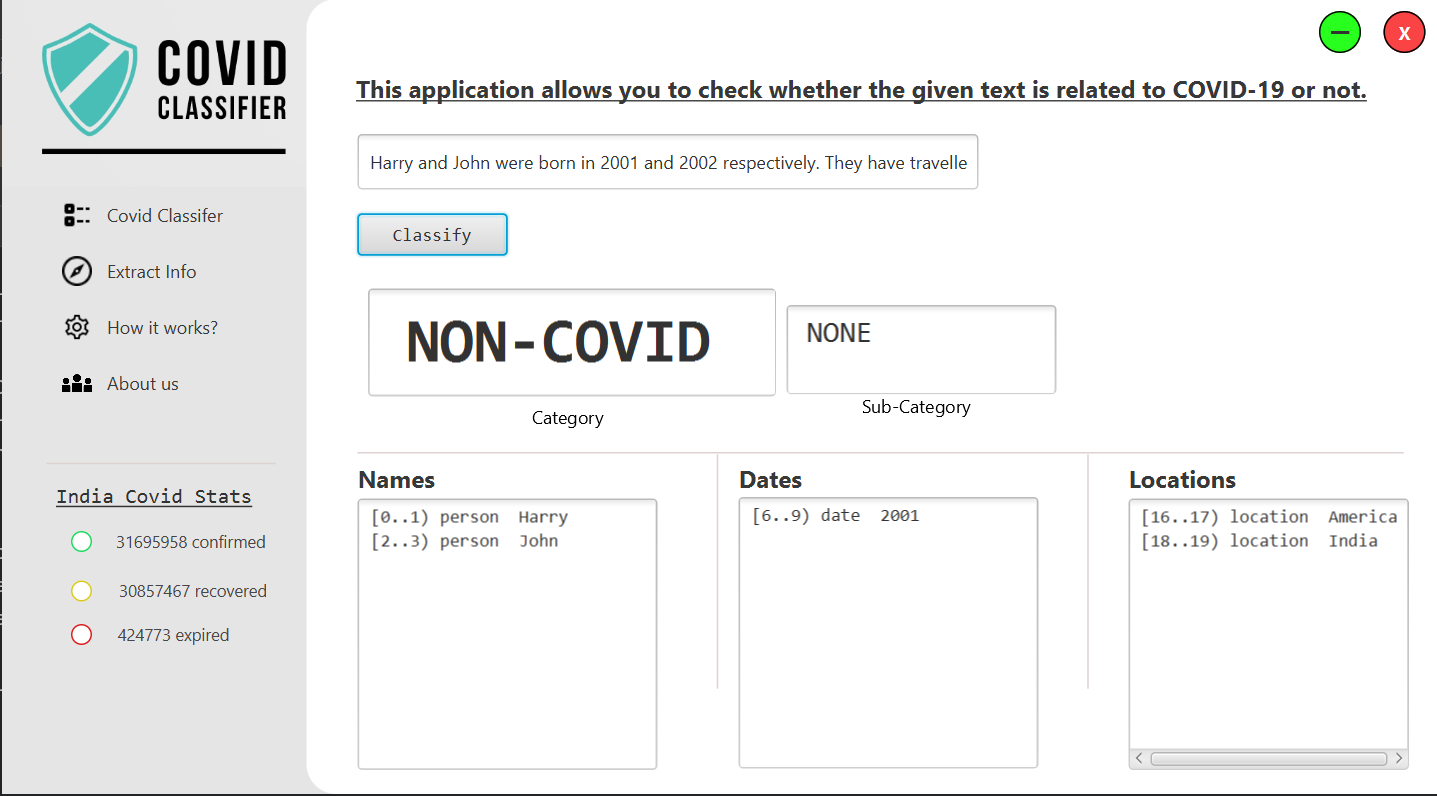 COVID
CLASSIFIER
Covid Classifer
Extract Info
How it works?
About us
India Covid Stats
31695958 confirmed
30857467 recovered
424773 expired
X
This application allows you to check whether the given text is related to COVID-19 or not.
Harry and John were born in 2001 and 2002 respectively. They have travelle
Classify
NON-COVID
Category
NONE
Sub-Category
Names
[0..1) person Harry
[2..3) person John
Dates
[6..9) date 2001
Locations
[16..17) location America
[18..19) location India